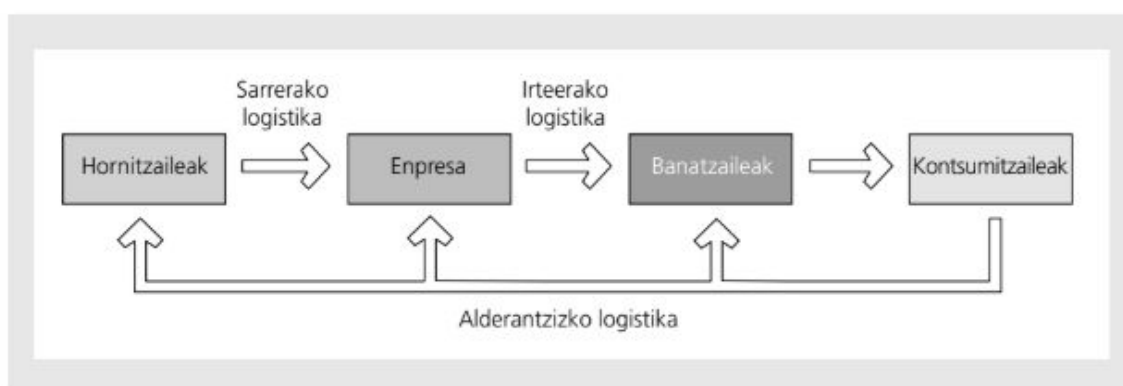 Sarrerako
logistika
Irteerako
logistika
Hornitzaileak
Enpresa
Banatzaileak
Kontsumitzaileak
Alderantzizko logistika